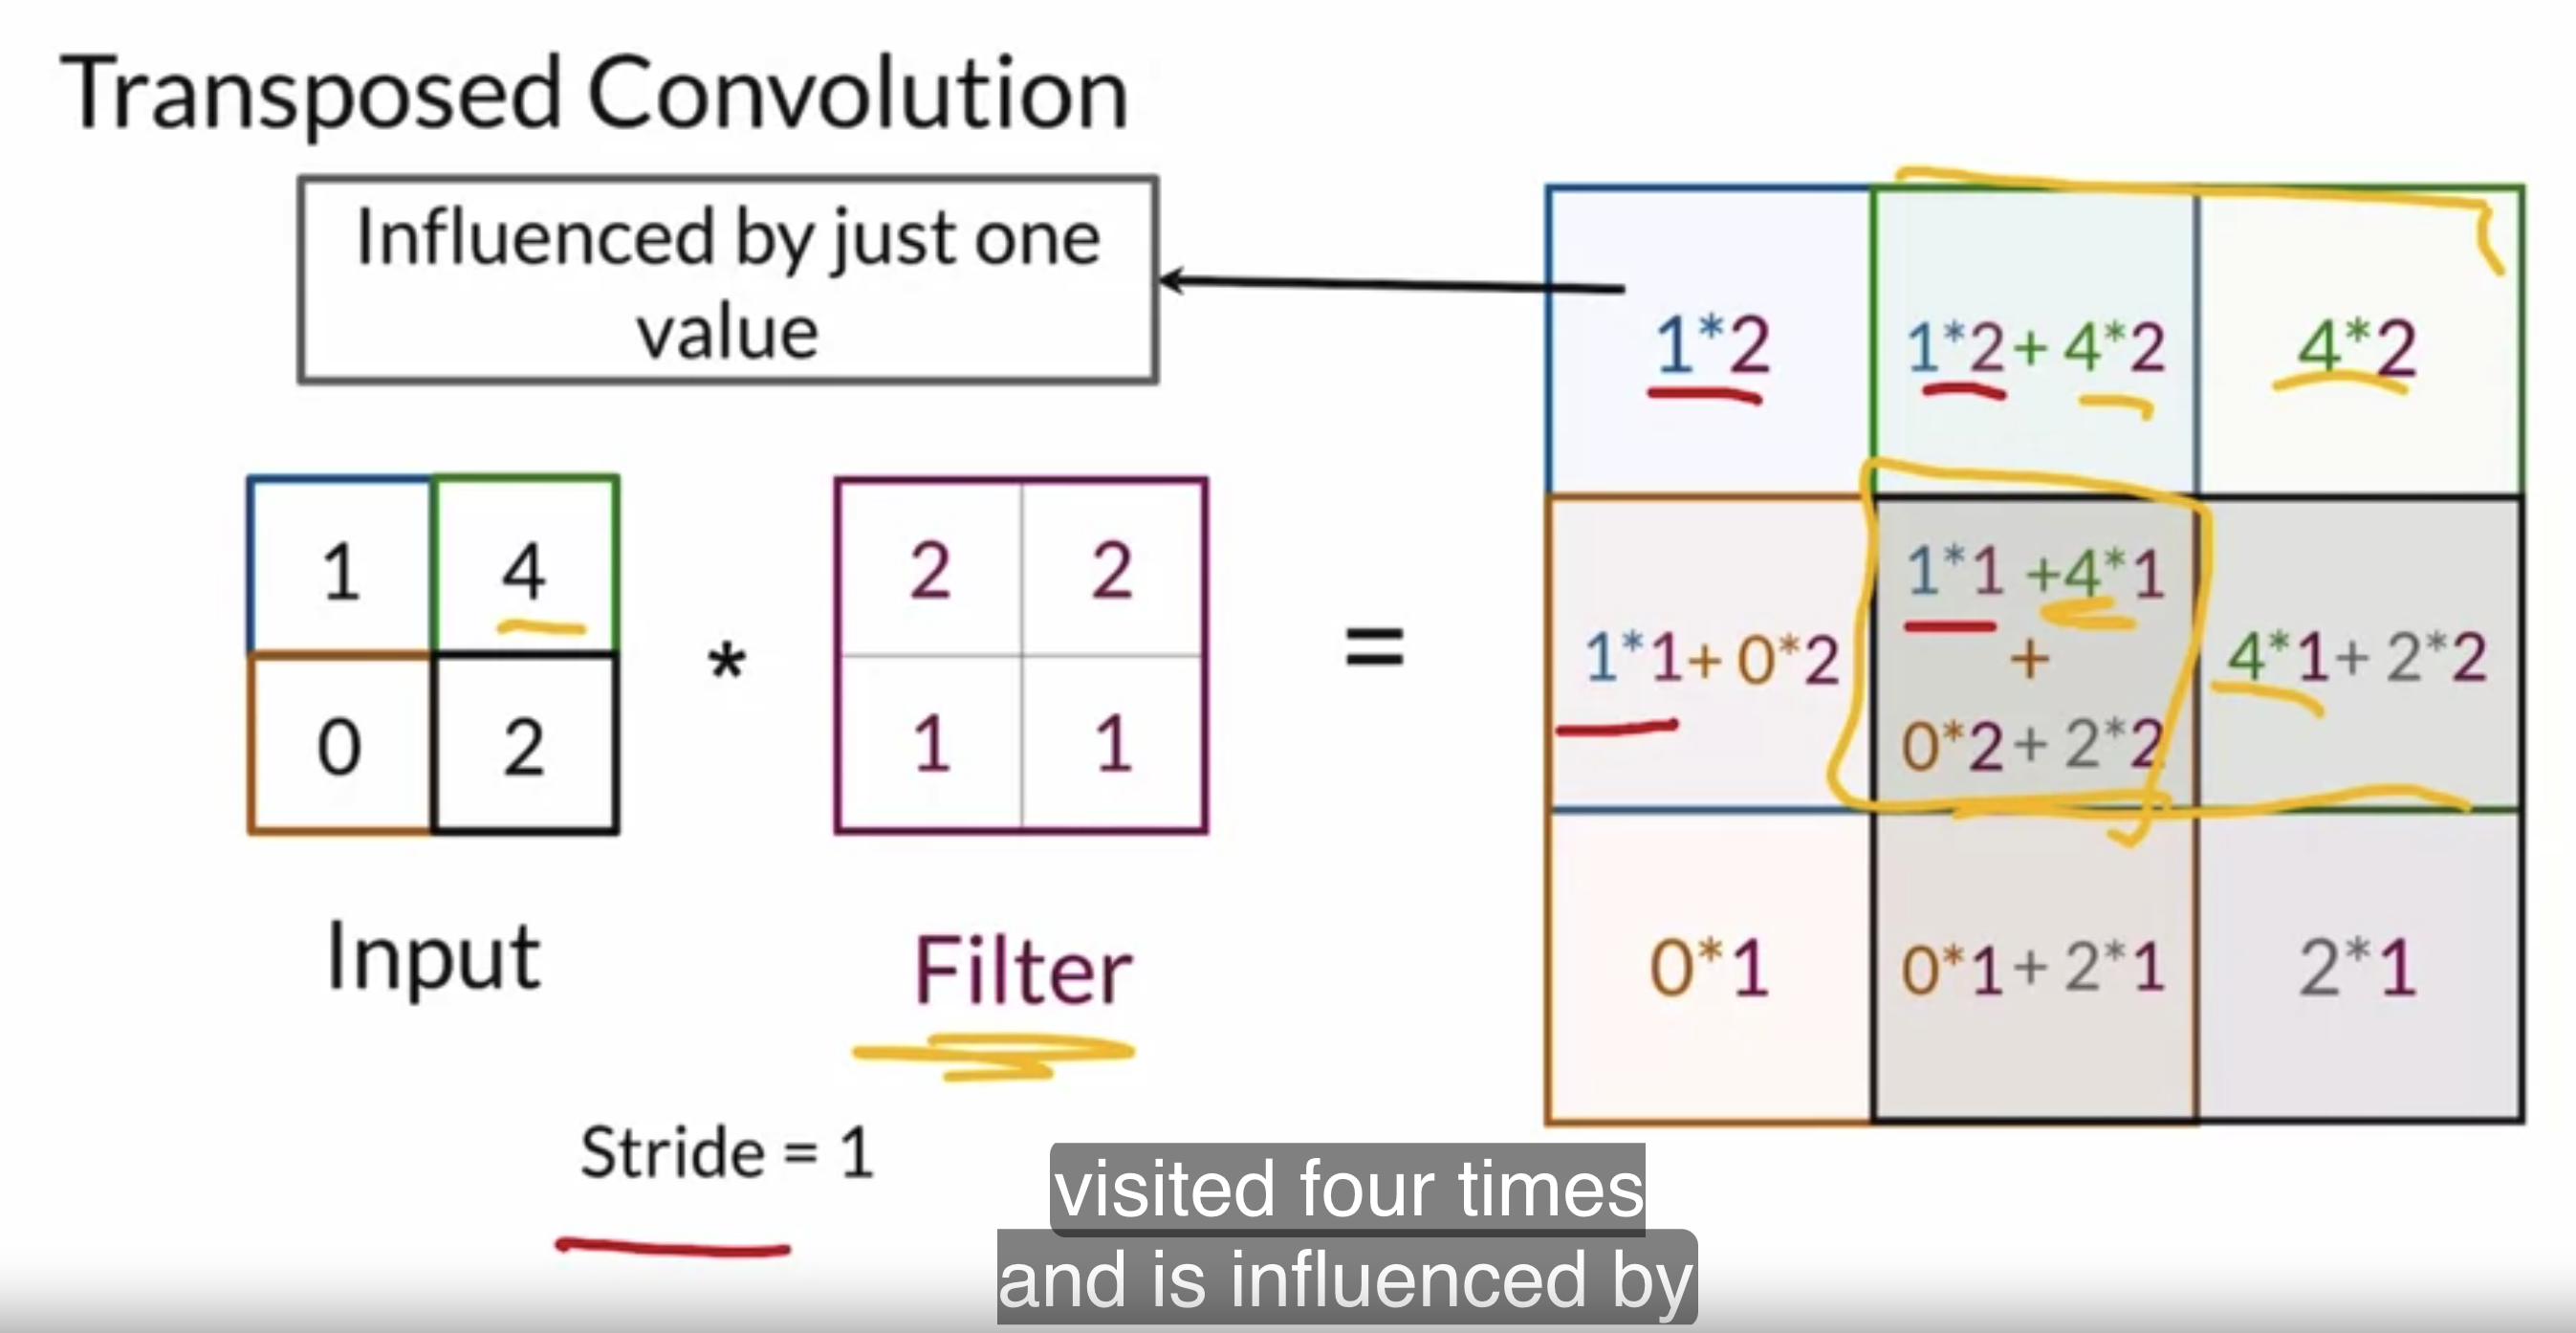 Transposed Convolution
Influenced by just one
value
1 4
0 2
*
2 2
1 1
=
1*2 1*2+ 4*2 4*2
1*1+ 0*2 1*1 +4*1 + 0*2+ 2*2 4*1+ 2*2
0*1 0*1+ 2*1 2*1
Input
Filter
Stride = 1
visited four times
and is influenced by